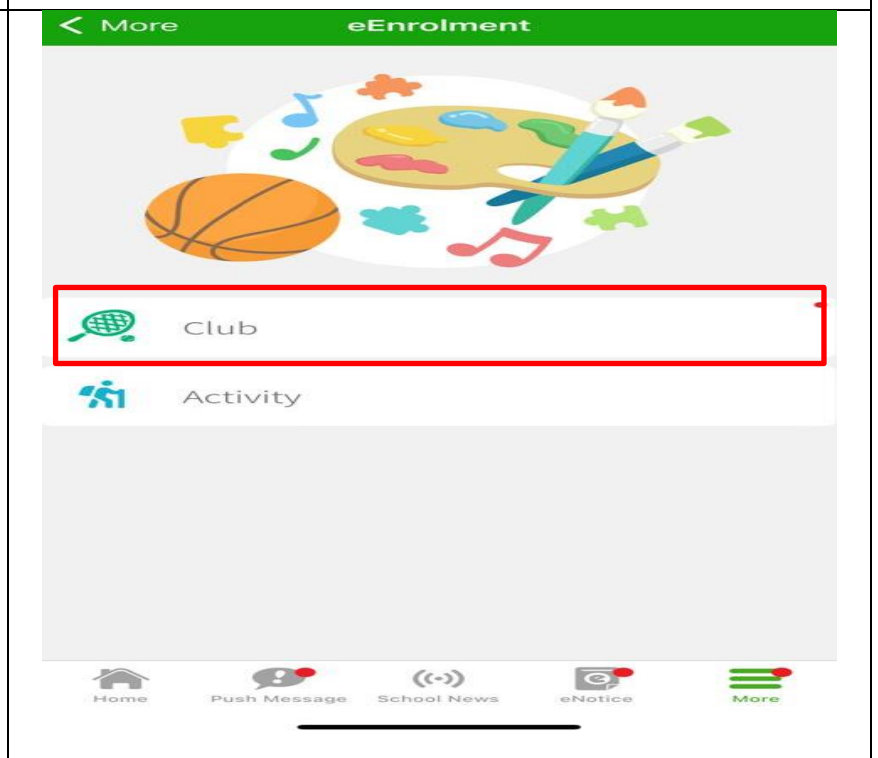 < More eEnrolment
Club
Activity
Home Push Message School News eNotice More